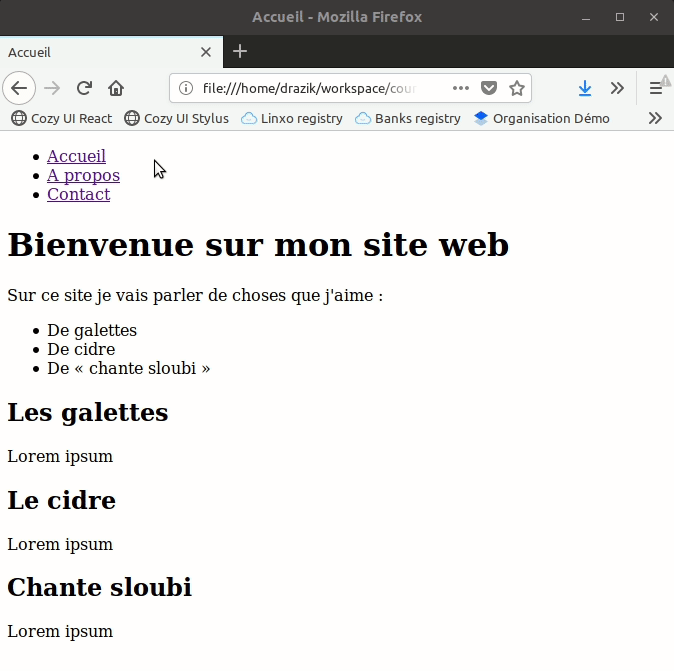 Accueil - Mozilla Firefox
Accueil
file:///home/drazik/workspace/cour
Cozy UI React Cozy UI Stylus Linxo registry Banks registry Organisation Démo
Accueil
A propos
Contact
Bienvenue sur mon site web
Sur ce site je vais parler de choses que j'aime :
De galettes
De cidre
De « chante sloubi »
Les galettes
Lorem ipsum
Le cidre
Lorem ipsum
Chante sloubi
Lorem ipsum